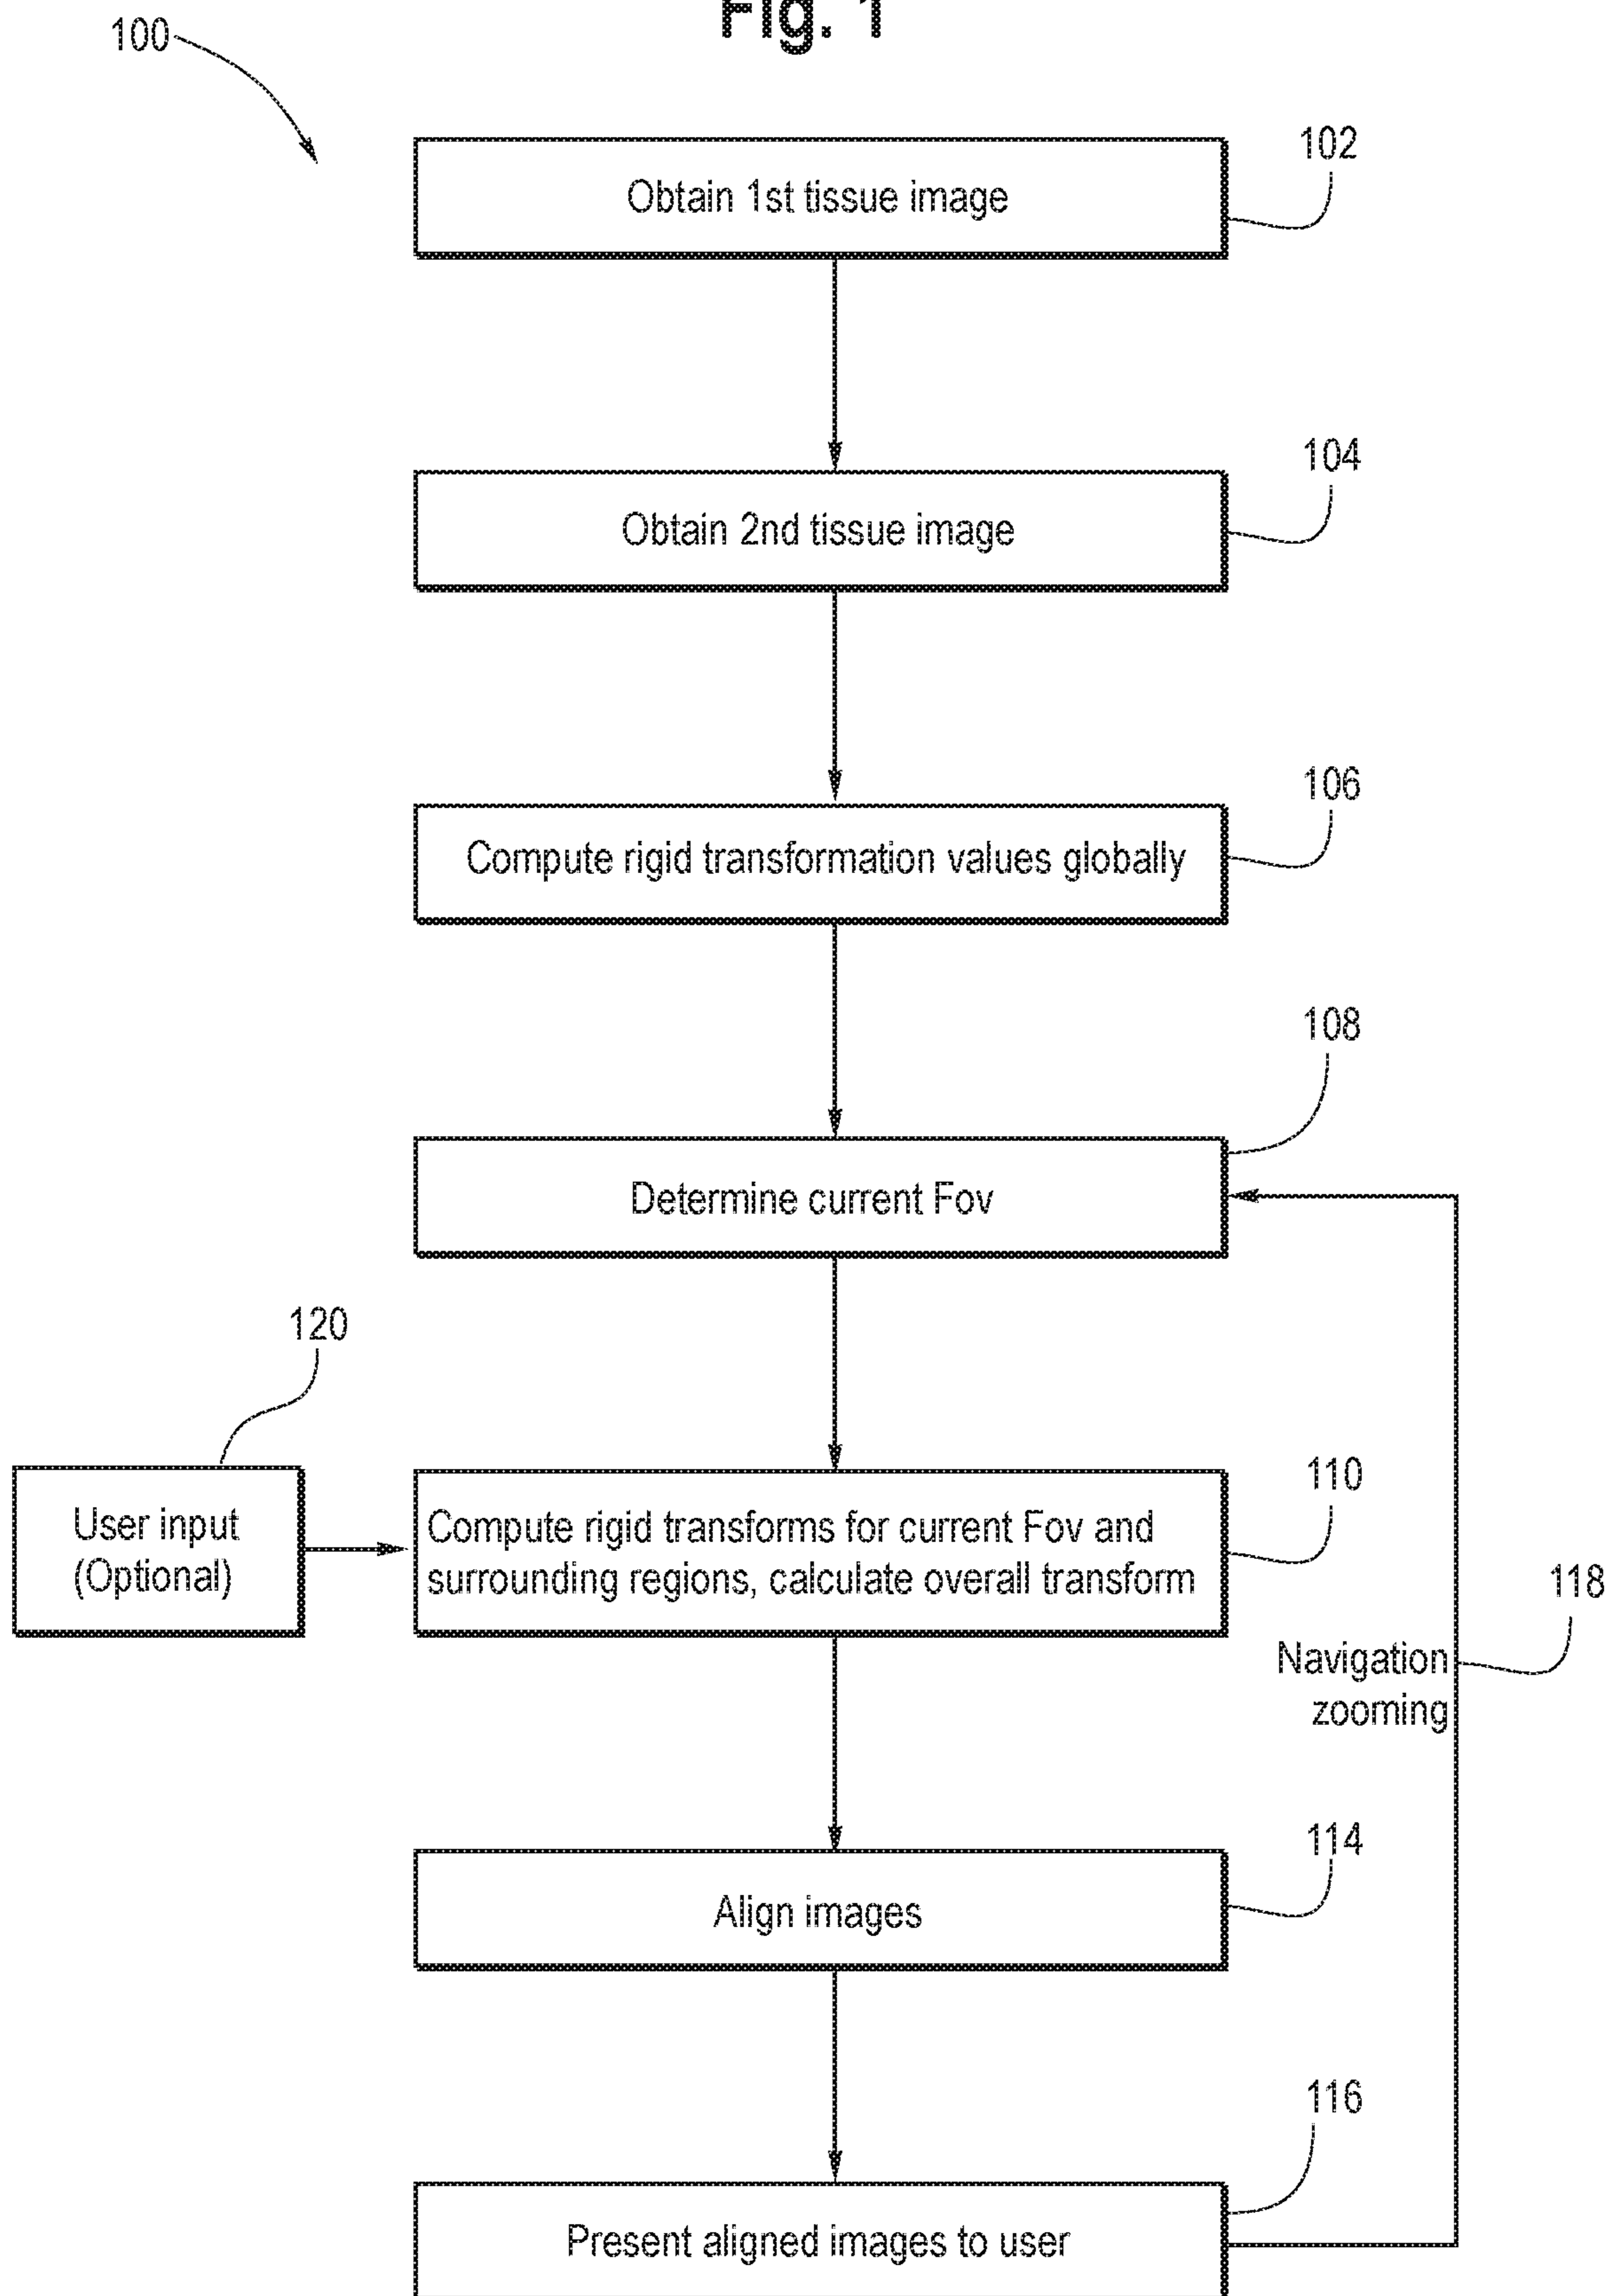 Fig. 1
100
102
Obtain 1st tissue image
104
Obtain 2nd tissue image
106
Compute rigid transformation values globally
108
Determine current Fov
120
User input
(Optional)
110
Compute rigid transforms for current Fov and
surrounding regions, calculate overall transform
118
Navigation
zooming
114
Align images
116
Present aligned images to user